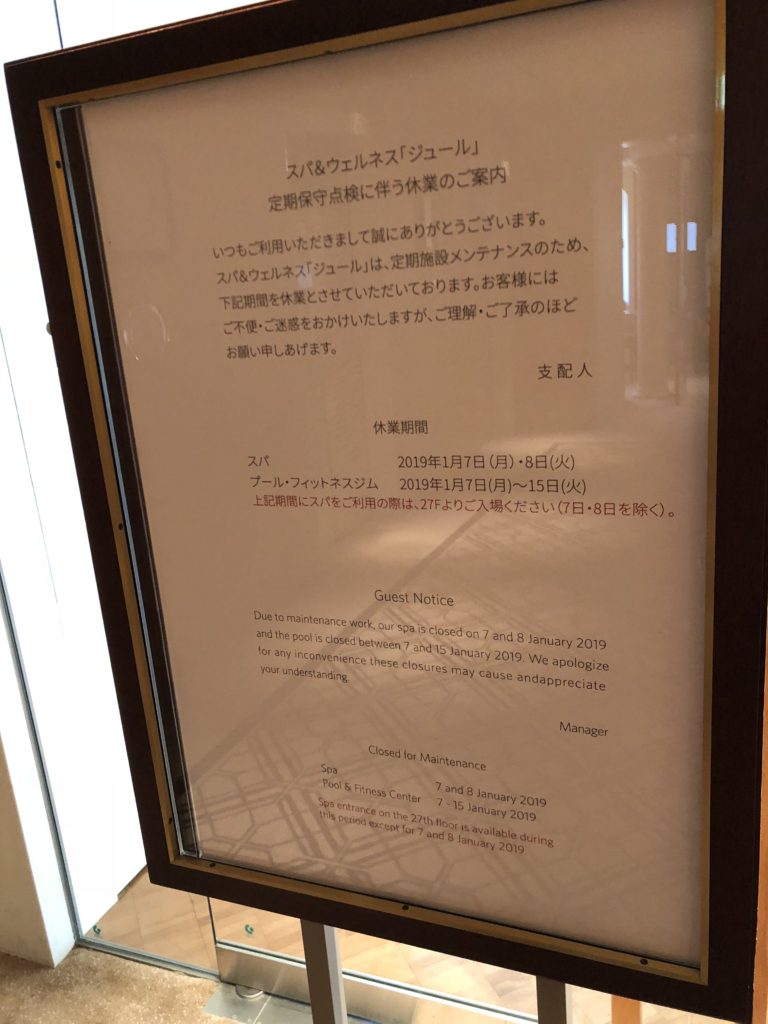 スパ&ウェルネス「ジュール」
定期保守点検に伴う休業のご案内
いつもご利用いただきまして誠にありがとうございます。
スパ&ウェルネス「ジュール」は、定期施設メンテナンスのため、
下記期間を休業とさせていただいております。お客様には
ご不便・ご迷惑をおかけいたしますが、ご理解・ご了承のほど
お願い申しあげます。
支配人
休業期間
スパ 2019年1月7日(月)・8日(火)
プール・フィットネスジム 2019年1月7日(月)～15日(火)
上記期間にスパをご利用の際は、27Fよりご入場ください(7日・8日を除く)。
Guest Notice
Due to maintenance work, our spa is closed on 7 and 8 January 2019
and the pool is closed between 7 and 15 January 2019. We apologize
for any inconvenience these closures may cause andappreciate
your understanding.
Manager
Closed for Maintenance
Spa 7 and 8 January 2019
Pool & Fitness Center 7 - 15 January 2019
Spa entrance on the 27th floor is available during
this period except for 7 and 8 January 2019